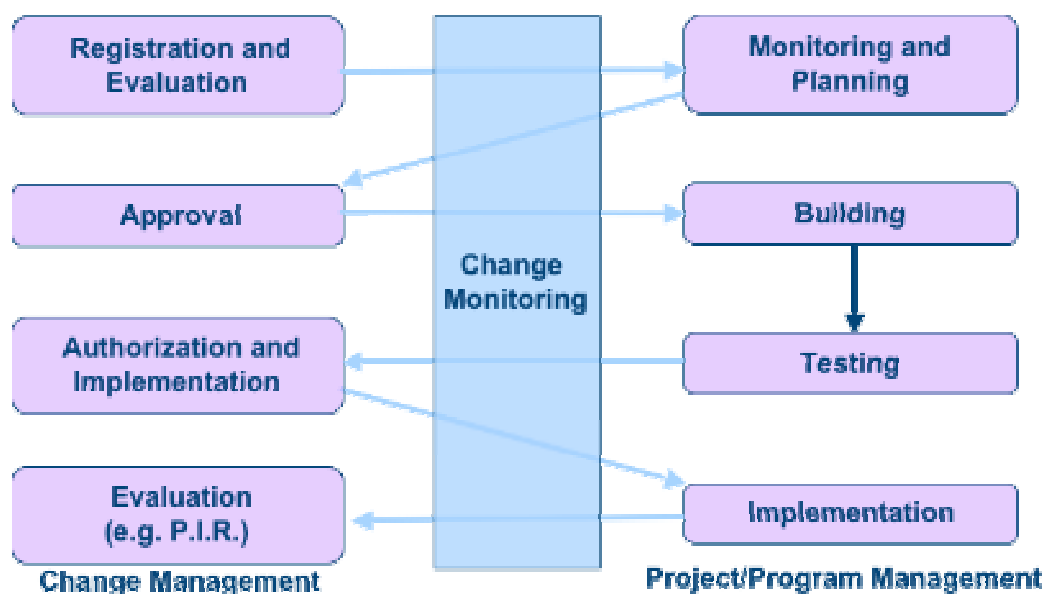 Registration and
Evaluation
Monitoring and
Planning
Approval
Building
Change
Monitoring
Authorization and
Implementation
Testing
Evaluation
(e.g. P.I.R.)
Implementation
Change Management
Project/Program Management